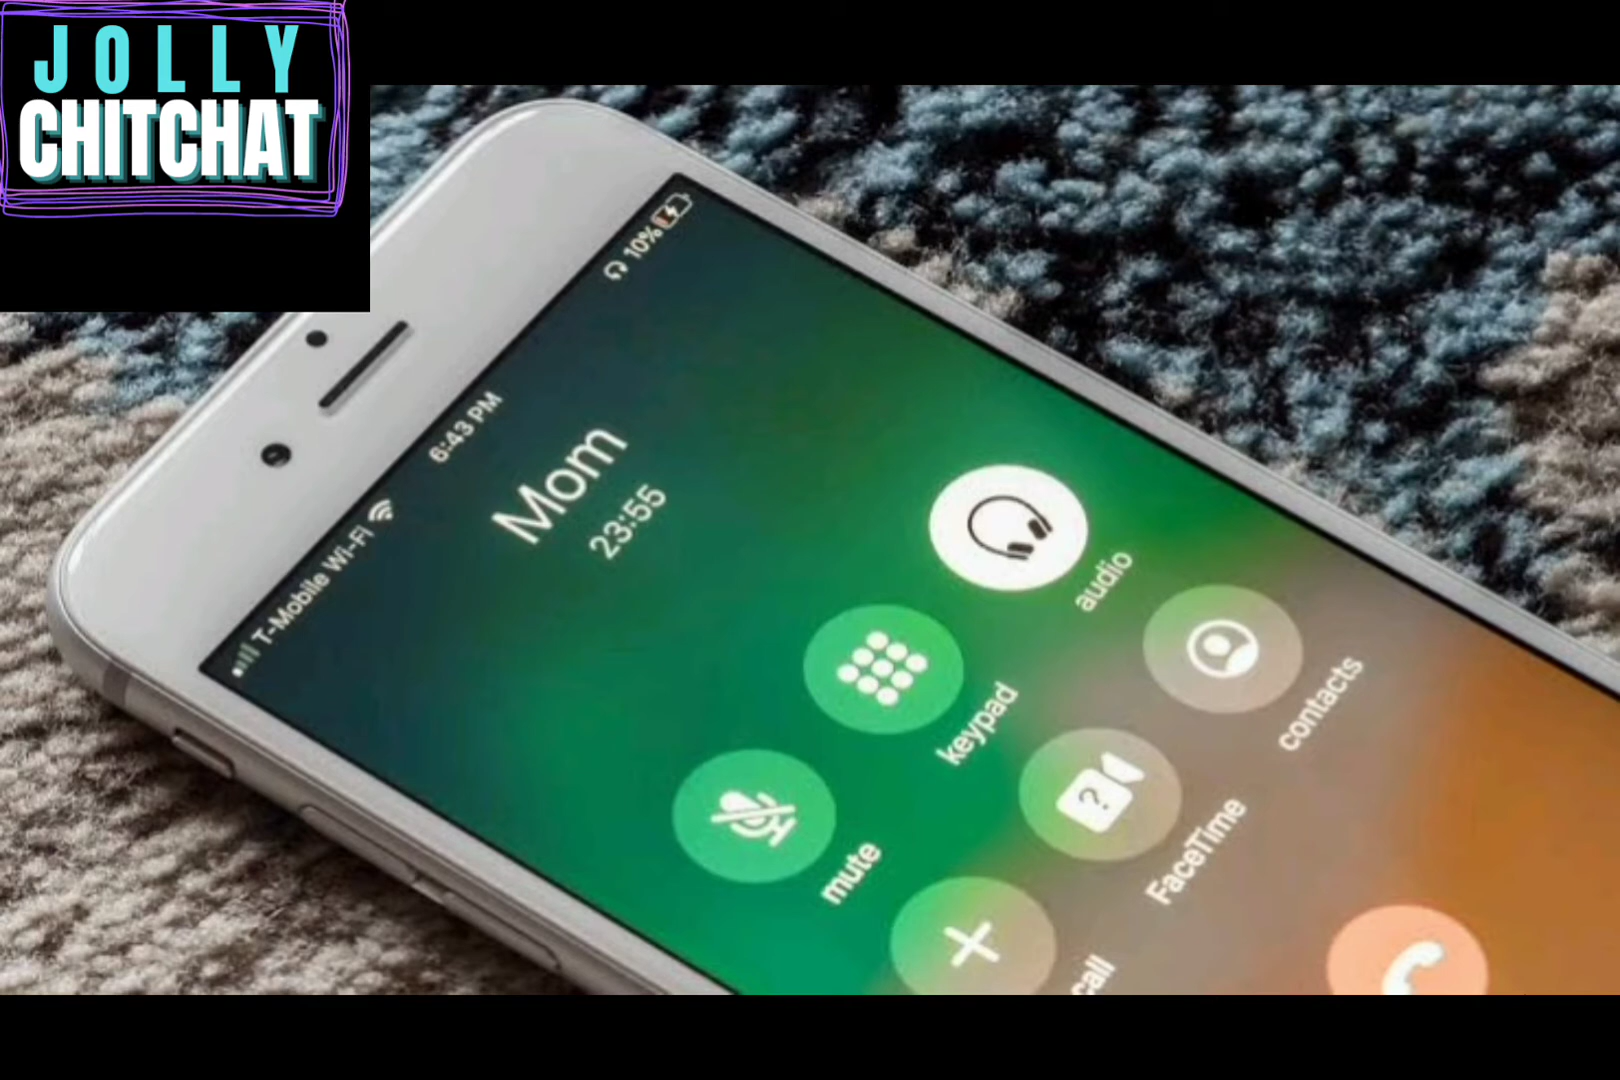 JOLLY
CHITCHAT
T-Mobile Wi-Fi
6:43 PM
10%
Mom
23:55
mute
keypad
audio
call
FaceTime
contacts
?